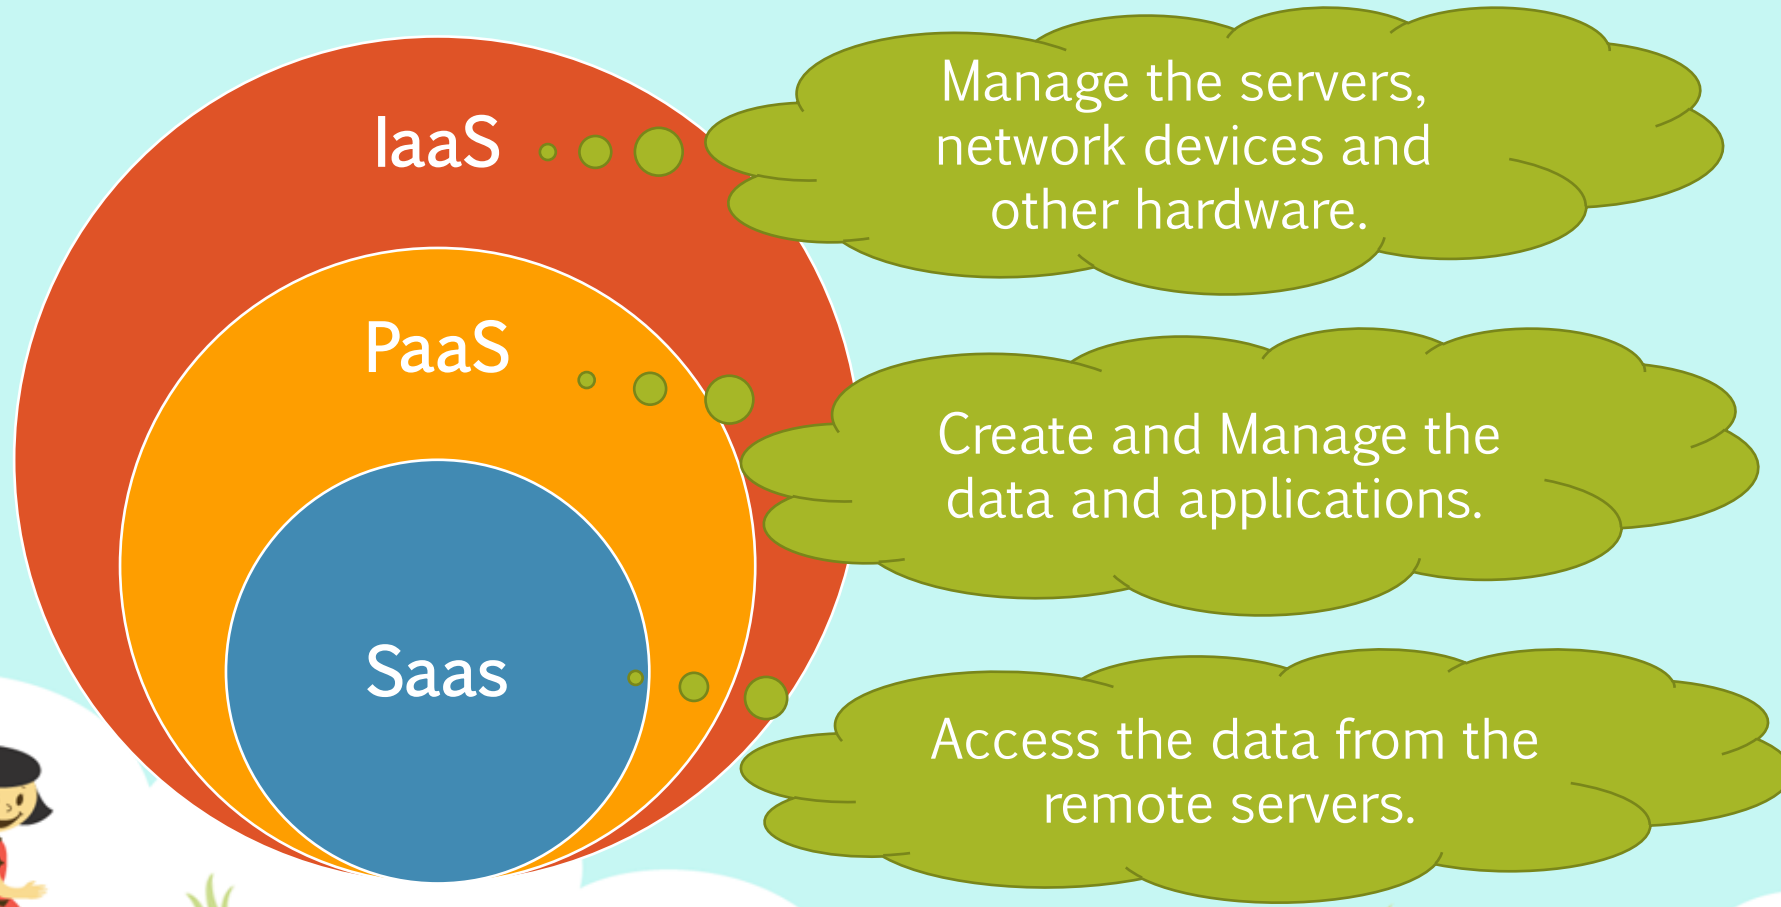 IaaS
Manage the servers,
network devices and
other hardware.
PaaS
Create and Manage the
data and applications.
Saas
Access the data from the
remote servers.